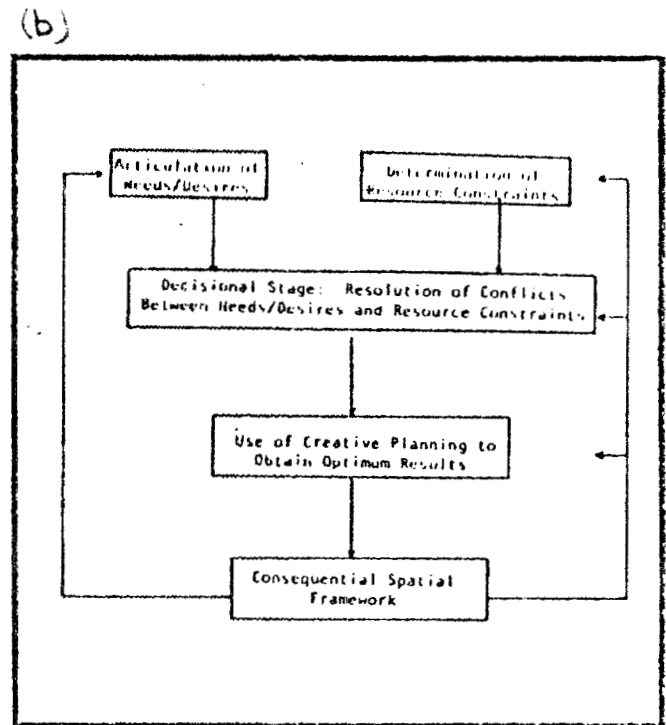 (b)
Articulation of
Needs/Desires
Determination of
Resource Constraints
Decisional Stage: Resolution of Conflicts
Between Needs/Desires and Resource Constraints
Use of Creative Planning to
Obtain Optimum Results
Consequential Spatial
Framework